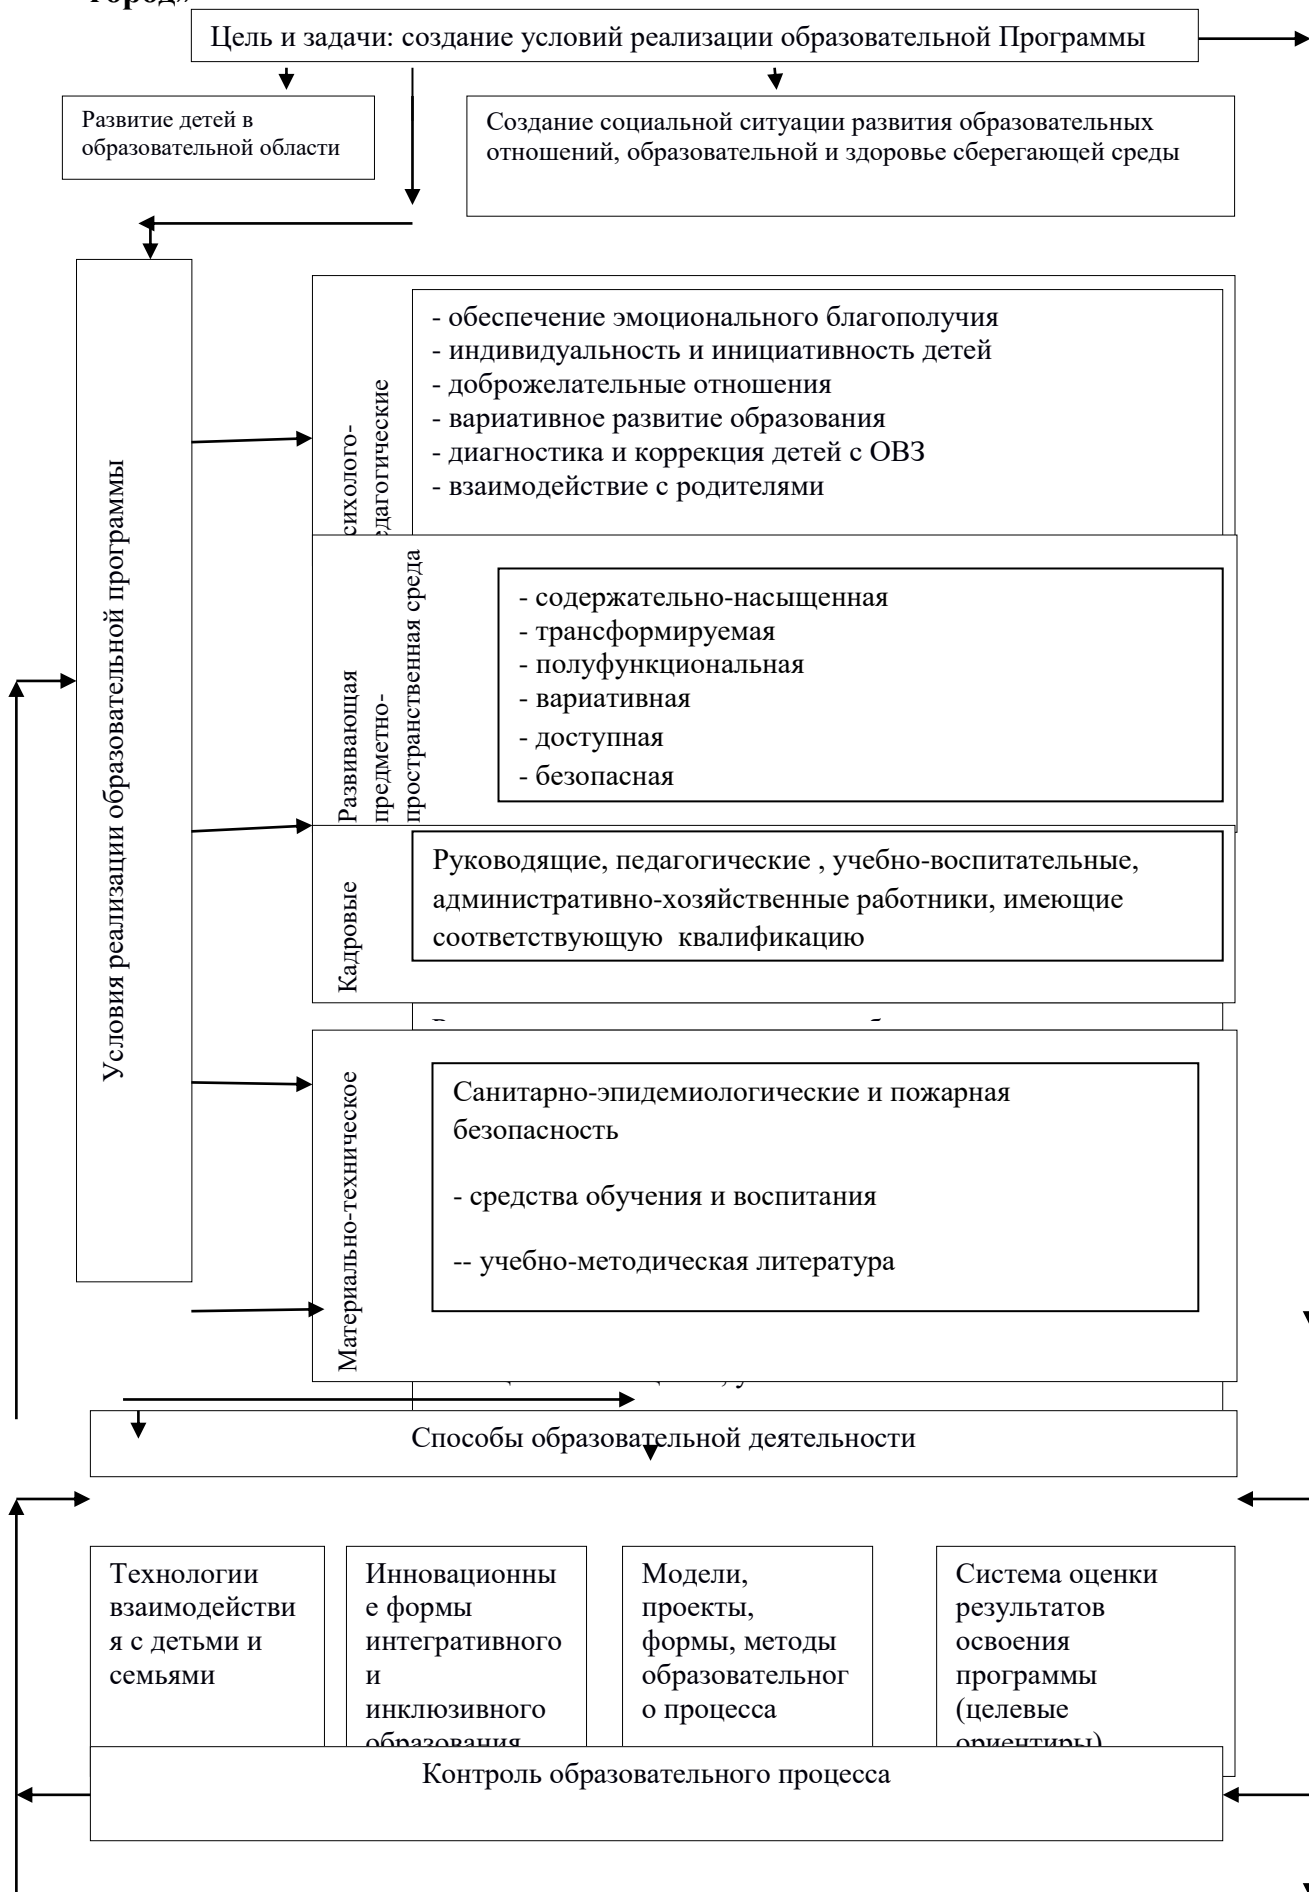 город»
Цель и задачи: создание условий реализации образовательной Программы
Развитие детей в
образовательной области
Создание социальной ситуации развития образовательных
отношений, образовательной и здоровье сберегающей среды
Условия реализации образовательной программы
сихолого-
едагогические
- обеспечение эмоционального благополучия
- индивидуальность и инициативность детей
- доброжелательные отношения
- вариативное развитие образования
- диагностика и коррекция детей с ОВЗ
- взаимодействие с родителями
Развивающая
предметно-
пространственная среда
- содержательно-насыщенная
- трансформируемая
- полуфункциональная
- вариативная
- доступная
- безопасная
Кадровые
Руководящие, педагогические , учебно-воспитательные,
административно-хозяйственные работники, имеющие
соответствующую квалификацию
Материально-техническое
Санитарно-эпидемиологические и пожарная
безопасность
- средства обучения и воспитания
-- учебно-методическая литература
Способы образовательной деятельности
Технологии
взаимодействи
я с детьми и
семьями
Инновационны
е формы
интегративного
и
инклюзивного
образования
Модели,
проекты,
формы, методы
образовательног
о процесса
Система оценки
результатов
освоения
программы
(целевые
ориентиры)
Контроль образовательного процесса